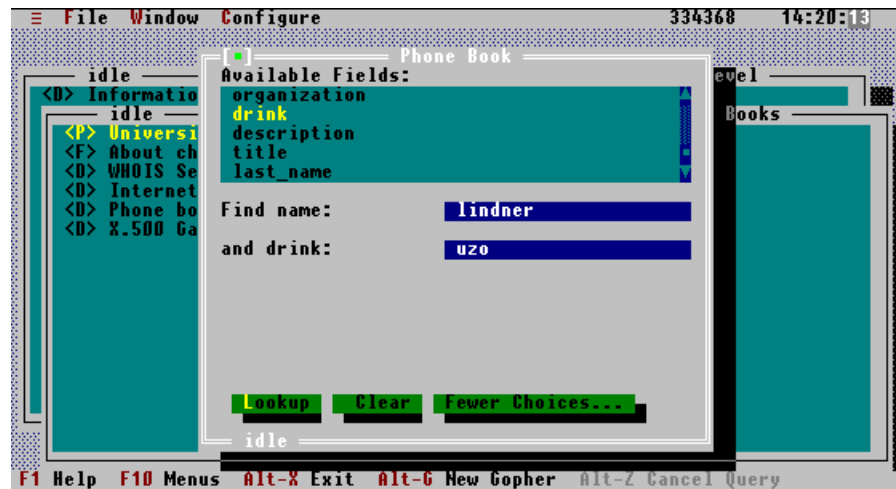 ≡ File Window Configure 334368 14:20:13
[▪] Phone Book
Available Fields:
idle
evel
<D> Informatio
organization
idle
Books
drink
<P> Universi
description
<F> About ch
title
<D> WHOIS Se
last_name
<D> Internet
<D> Phone bo
Find name: lindner
<D> X.500 Ga
and drink: uzo
Lookup Clear Fewer Choices...
idle
F1 Help F10 Menus Alt-X Exit Alt-G New Gopher Alt-Z Cancel Query